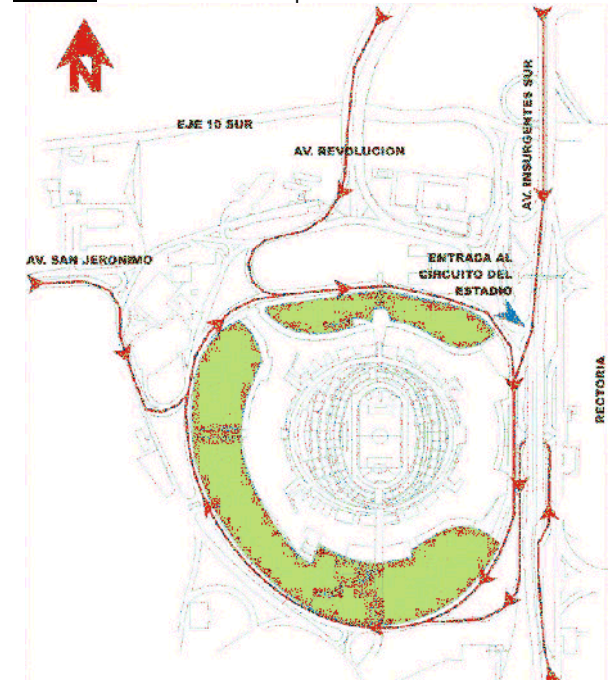 N
EJE 10 SUR
AV. REVOLUCION
AV. INSURGENTES SUR
AV. SAN JERONIMO
ENTRADA AL
CIRCUITO DEL
ESTADIO
RECTORIA